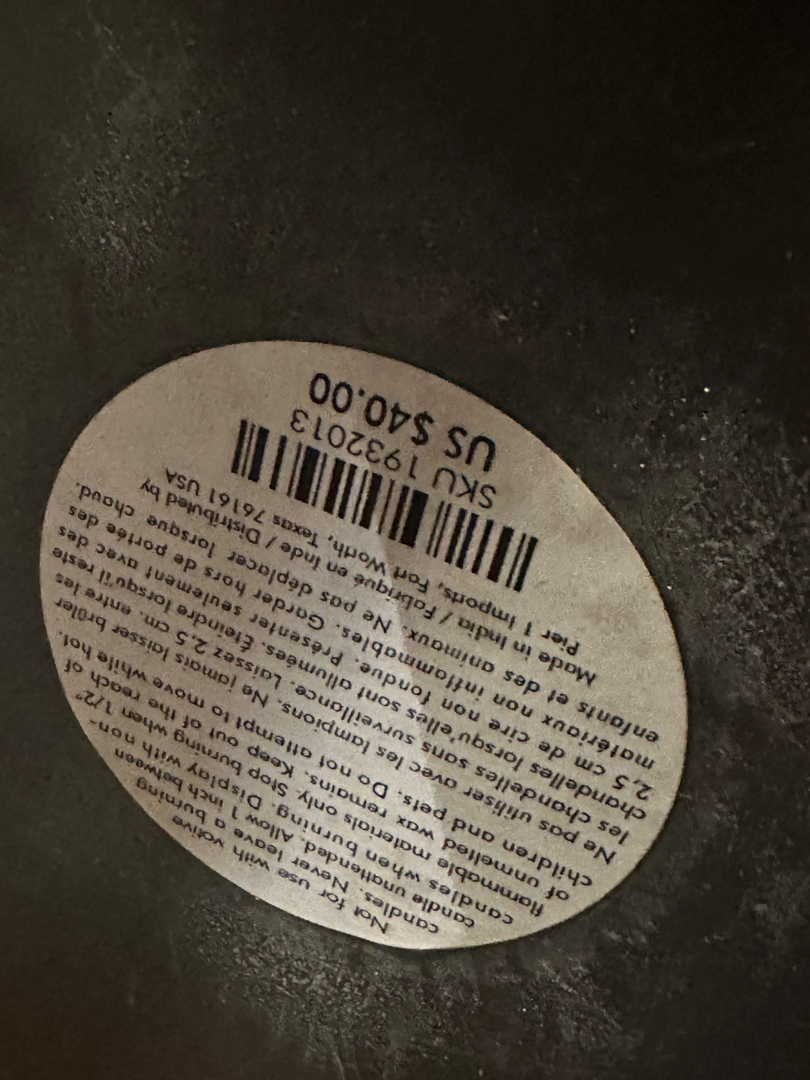 Not for use with votive
candles. Never leave a burning
candle unattended. Allow 1 inch between
candles when burning. Display with non-
flammable materials only. Stop burning when 1/2"
of unmelted wax remains. Keep out of the reach of
children and pets. Do not attempt to move while hot.
Ne pas utiliser avec les lampions. Ne jamais laisser brûler
les chandelles sans surveillance. Laissez 2,5 cm. entre les
chandelles lorsqu'elles sont allumées. Éteindre lorsqu'il reste
2,5 cm de cire non fondue. Présenter seulement avec des
matériaux non inflammables. Garder hors de portée des
enfants et des animaux. Ne pas déplacer lorsque chaud.
Made in India / Fabriqué en Inde / Distributed by
Pier 1 Imports, Fort Worth, Texas 76161 USA
SKU 1932013
US $40.00